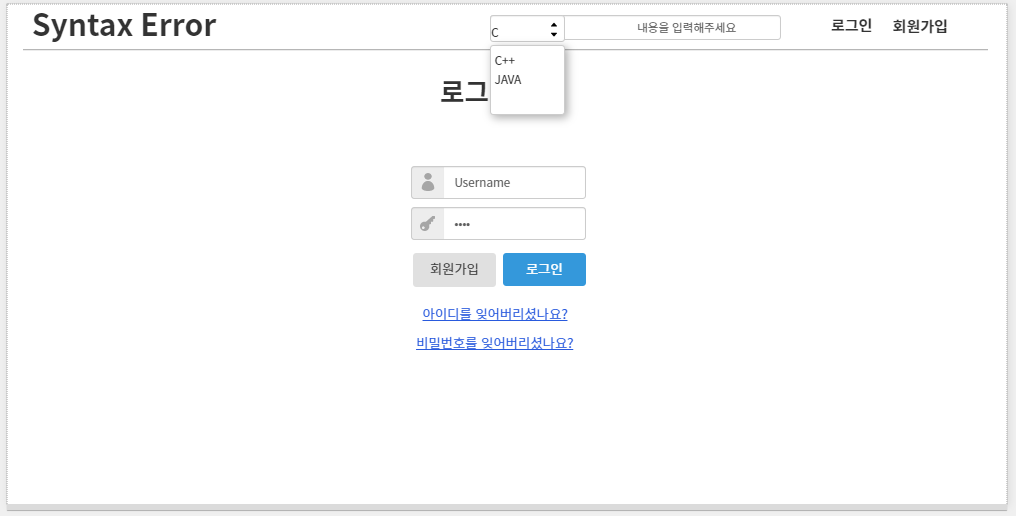 Syntax Error
C
내용을 입력해주세요
로그인
회원가입
C++
JAVA
로그
Username
••••
회원가입
로그인
아이디를 잊어버리셨나요?
비밀번호를 잊어버리셨나요?